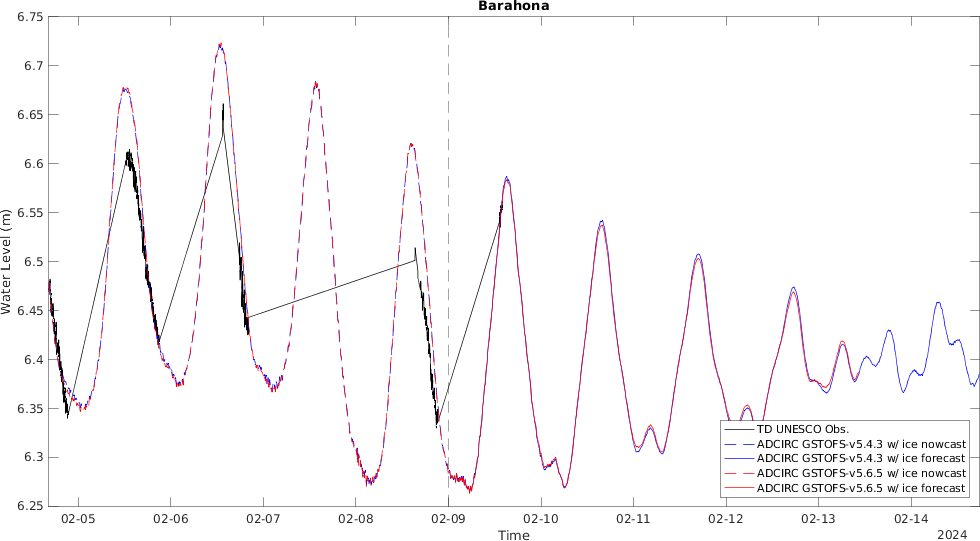 Barahona
6.75
6.7
6.65
6.6
6.55
6.5
6.45
6.4
6.35
6.3
6.25
Water Level (m)
TD UNESCO Obs.
ADCIRC GSTOFS-v5.4.3 w/ ice nowcast
ADCIRC GSTOFS-v5.4.3 w/ ice forecast
ADCIRC GSTOFS-v5.6.5 w/ ice nowcast
ADCIRC GSTOFS-v5.6.5 w/ ice forecast
02-05 02-06 02-07 02-08 02-09 02-10 02-11 02-12 02-13 02-14
Time
2024